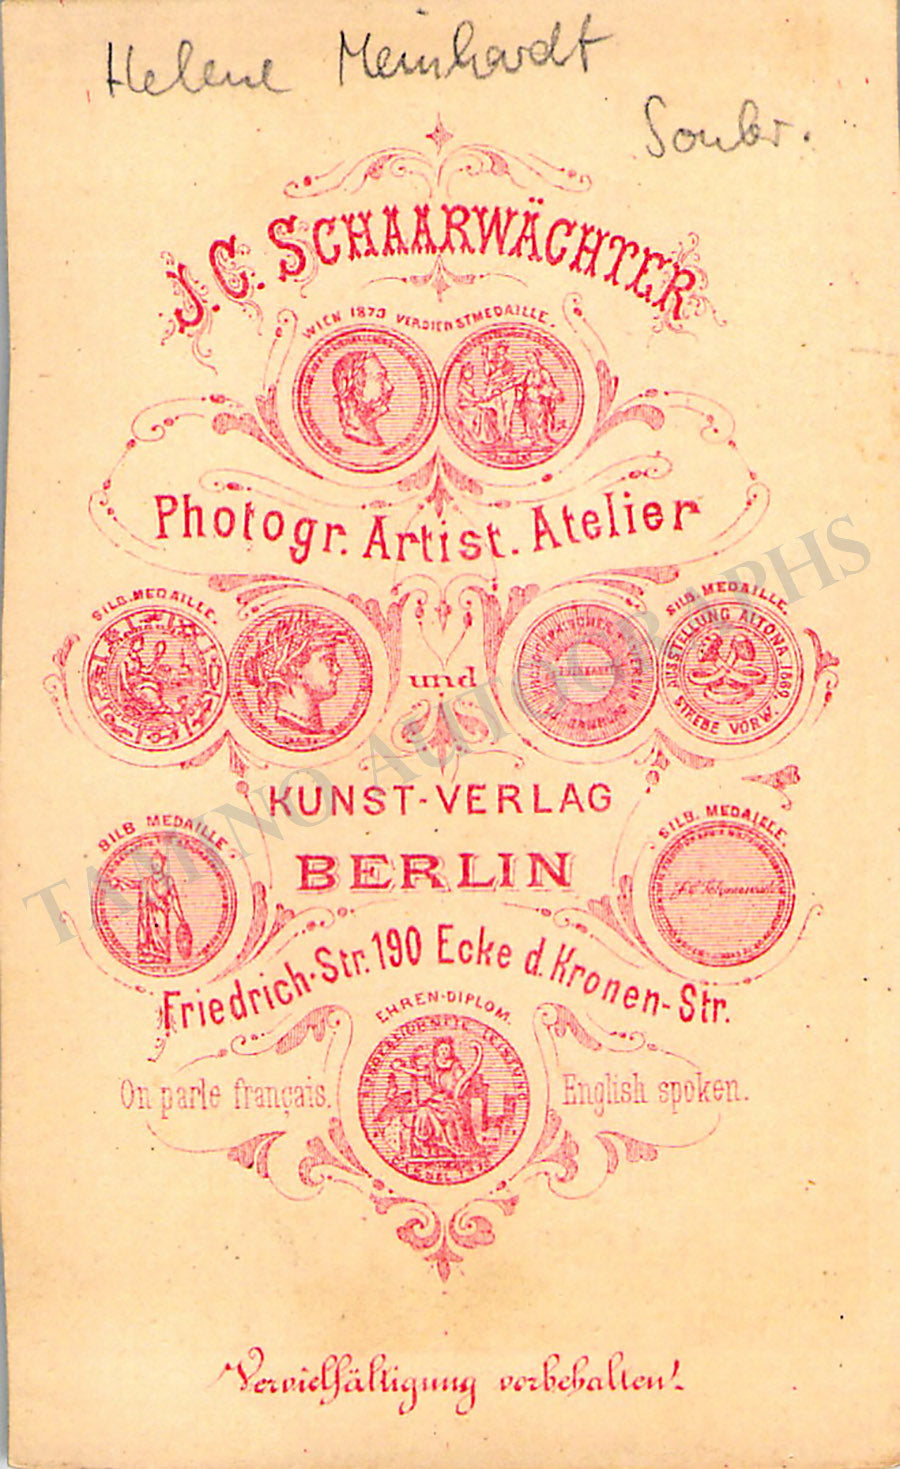 Helene Meinhardt
Soubr.
J. C. SCHAARWÄCHTER
WIEN 1873 VERDIENSTMEDAILLE.
Photogr. Artist. Atelier
SILB. MEDAILLE.
SILB. MEDAILLE.
AUSSTELLUNG ALTONA 1869
STREBE VORW.
und
KUNST-VERLAG
BERLIN
SILB MEDAILLE.
SILB. MEDAILLE.
Friedrich-Str. 190 Ecke d. Kronen-Str.
EHREN-DIPLOM.
On parle français.
English spoken.
Vervielfältigung vorbehalten!
TAMINO AUTOGRAPHS